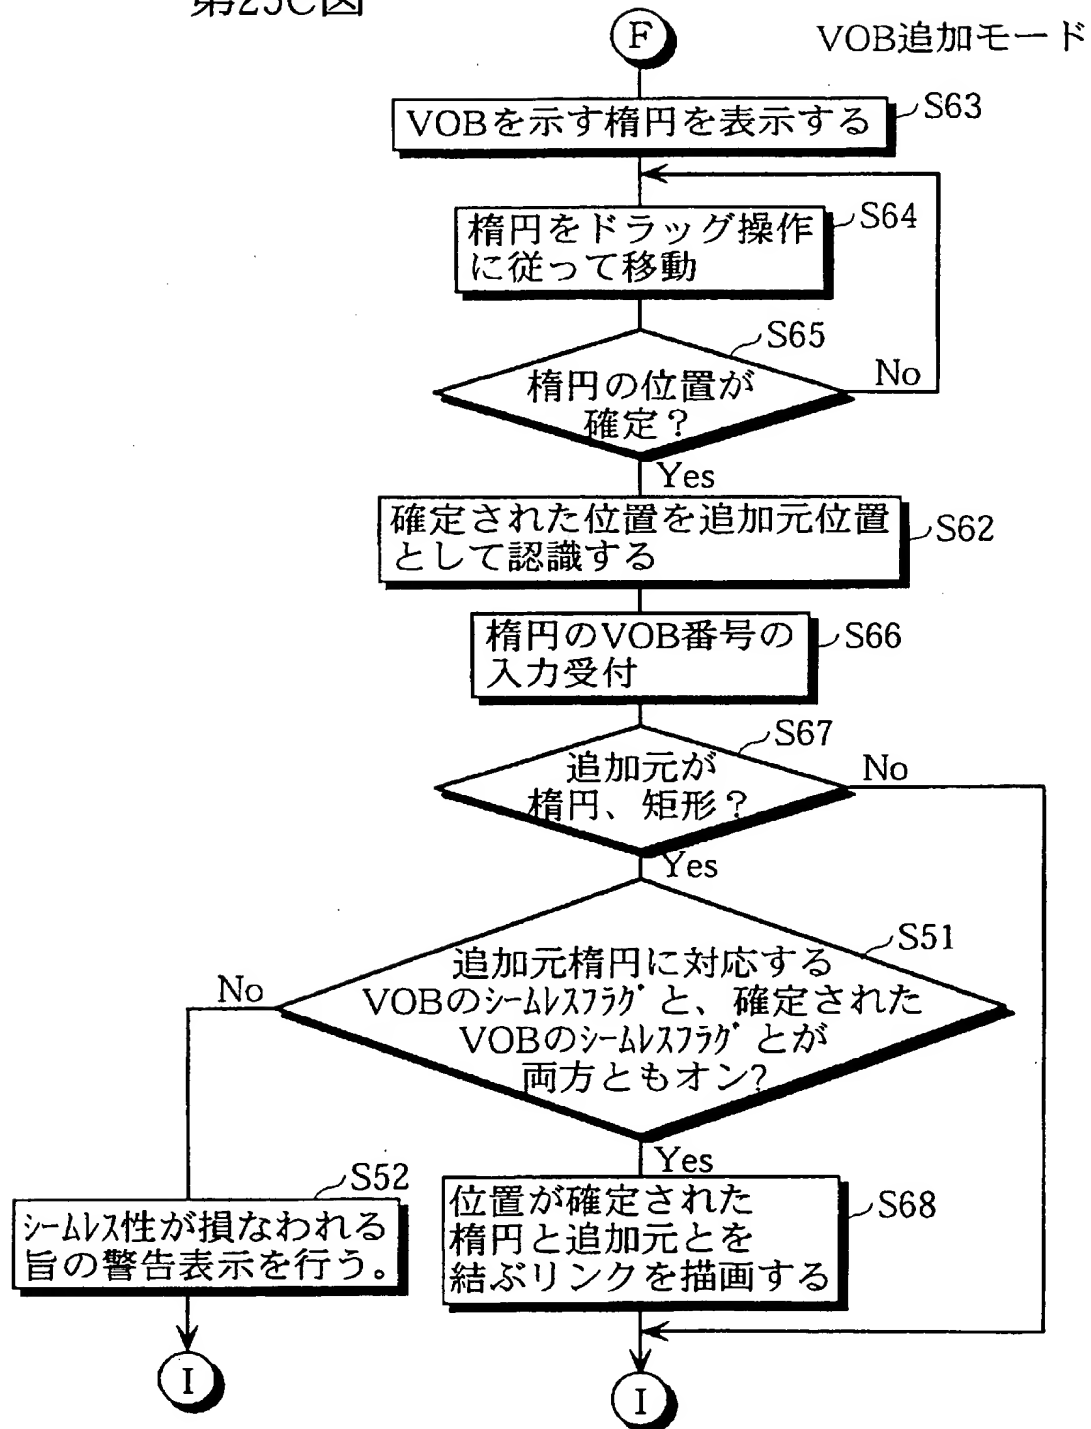 第25C図
F
VOB追加モード
VOBを示す楕円を表示する
S63
楕円をドラッグ操作
に従って移動
S64
S65
楕円の位置が
確定？
No
Yes
確定された位置を追加元位置
として認識する
S62
楕円のVOB番号の
入力受付
S66
S67
追加元が
楕円、矩形？
No
Yes
S51
追加元楕円に対応する
VOBのｼｰﾑﾚｽﾌﾗｸﾞと、確定された
VOBのｼｰﾑﾚｽﾌﾗｸﾞとが
両方ともオン?
No
Yes
S52
ｼｰﾑﾚｽ性が損なわれる
旨の警告表示を行う。
位置が確定された
楕円と追加元とを
結ぶリンクを描画する
S68
I
I